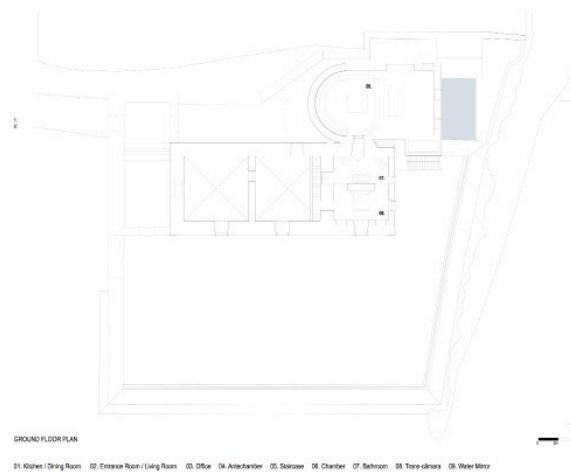 08.
07.
06.
GROUND FLOOR PLAN
01. Kitchen / Dining Room 02. Entrance Room / Living Room 03. Office 04. Antechamber 05. Staircase 06. Chamber 07. Bathroom 08. Trans-câmara 09. Water Mirror